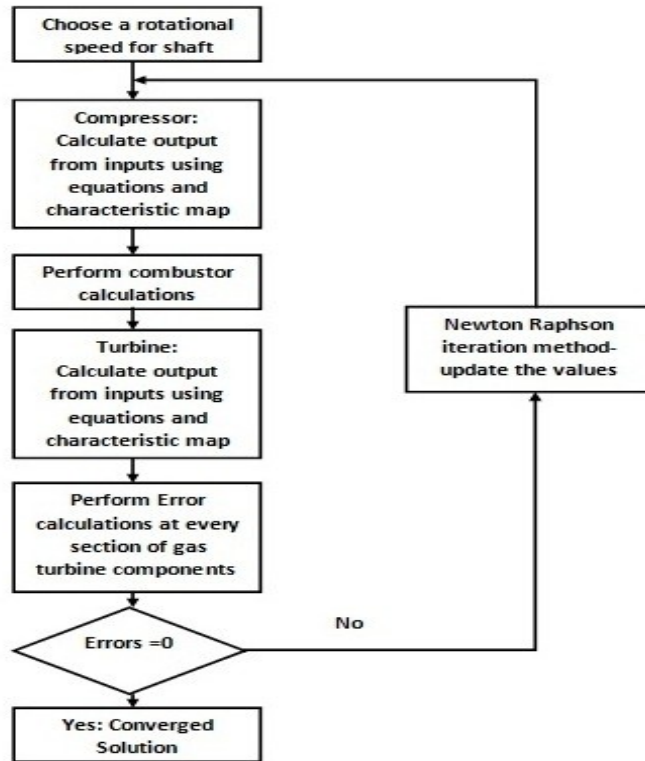 Choose a rotational
speed for shaft
Compressor:
Calculate output
from inputs using
equations and
characteristic map
Perform combustor
calculations
Turbine:
Calculate output
from inputs using
equations and
characteristic map
Newton Raphson
iteration method-
update the values
Perform Error
calculations at every
section of gas
turbine components
Errors =0
No
Yes: Converged
Solution